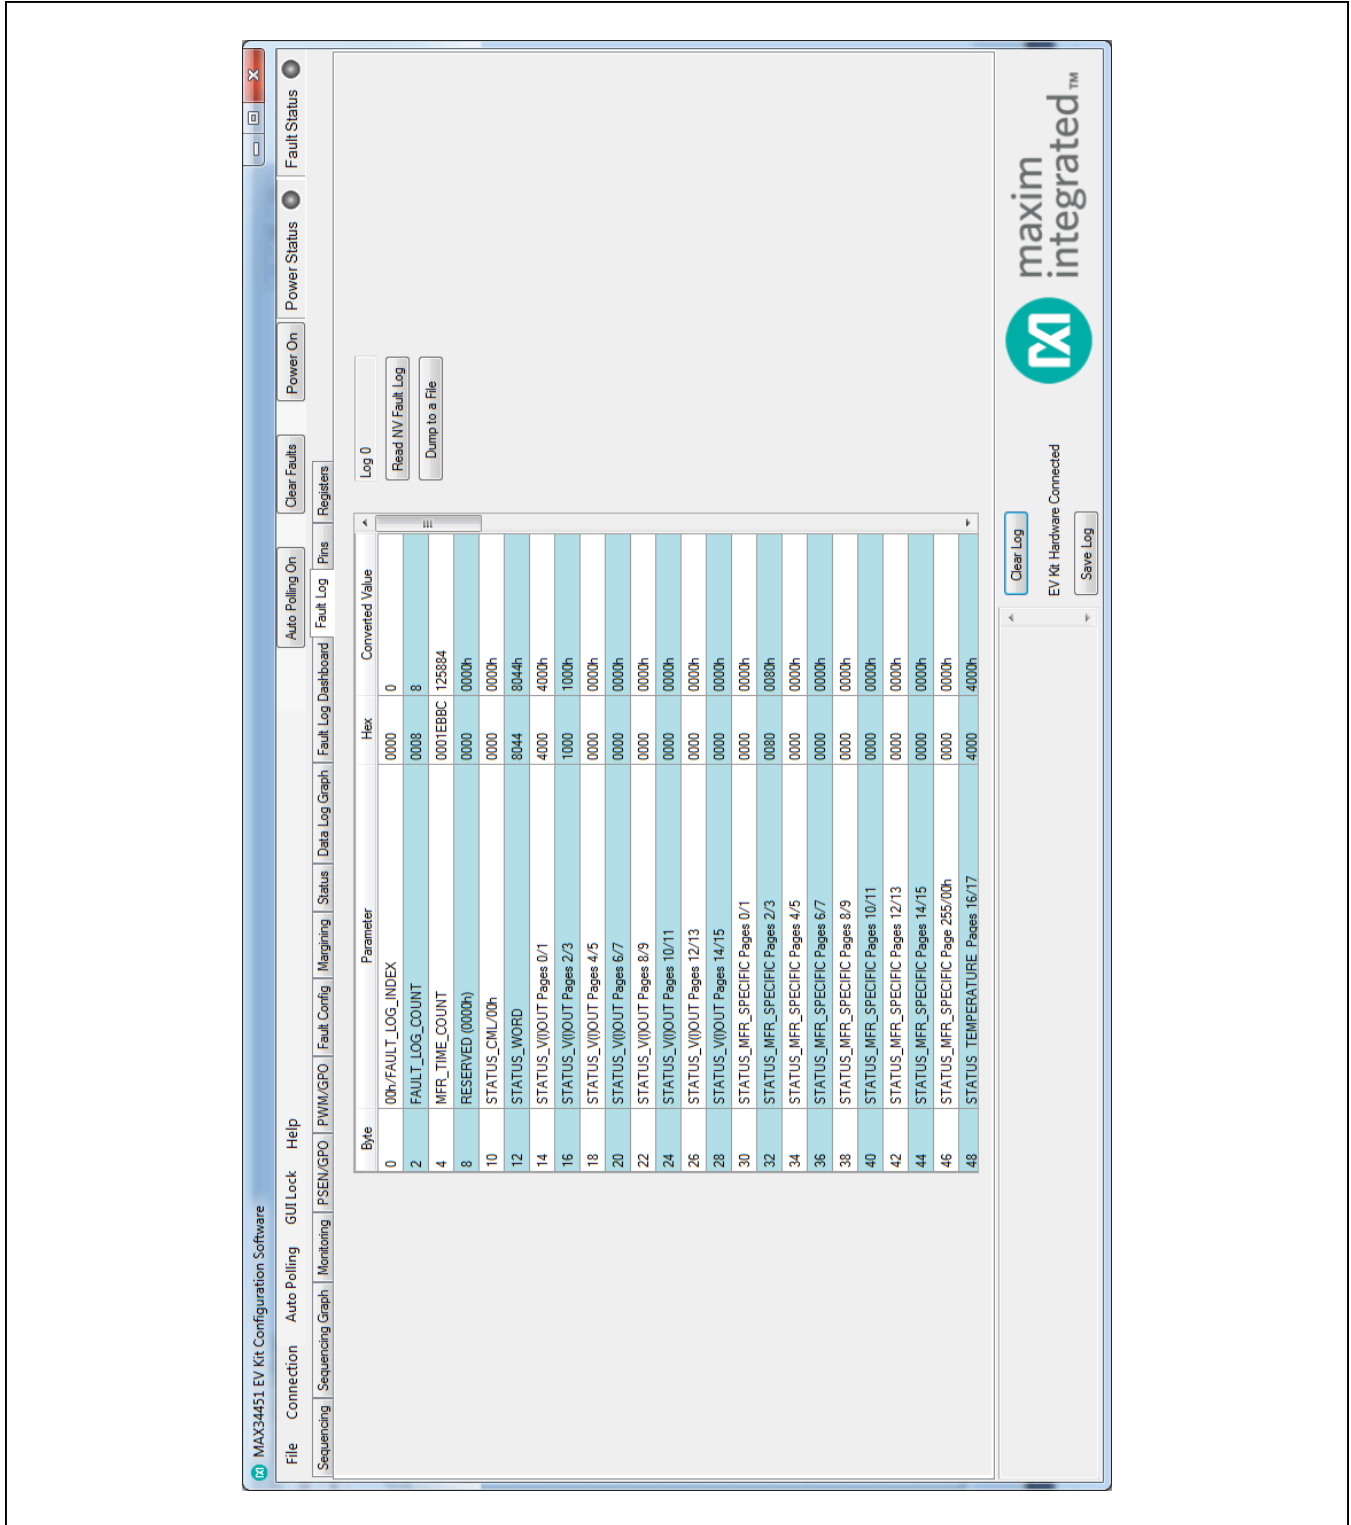 MAX34451 EV Kit Configuration Software
File Connection Auto Polling GUI Lock Help Auto Polling On Clear Faults Power On Power Status Fault Status
Sequencing Sequencing Graph Monitoring PSEN/GPO PWM/GPO Fault Config Margining Status Data Log Graph Fault Log Dashboard Fault Log Pins Registers
Byte Parameter Hex Converted Value
0 00h/FAULT_LOG_INDEX 0000 0
2 FAULT_LOG_COUNT 0008 8
4 MFR_TIME_COUNT 0001EBBC 125884
8 RESERVED (0000h) 0000 0000h
10 STATUS_CML/00h 0000 0000h
12 STATUS_WORD 8044 8044h
14 STATUS_V(I)OUT Pages 0/1 4000 4000h
16 STATUS_V(I)OUT Pages 2/3 1000 1000h
18 STATUS_V(I)OUT Pages 4/5 0000 0000h
20 STATUS_V(I)OUT Pages 6/7 0000 0000h
22 STATUS_V(I)OUT Pages 8/9 0000 0000h
24 STATUS_V(I)OUT Pages 10/11 0000 0000h
26 STATUS_V(I)OUT Pages 12/13 0000 0000h
28 STATUS_V(I)OUT Pages 14/15 0000 0000h
30 STATUS_MFR_SPECIFIC Pages 0/1 0000 0000h
32 STATUS_MFR_SPECIFIC Pages 2/3 0080 0080h
34 STATUS_MFR_SPECIFIC Pages 4/5 0000 0000h
36 STATUS_MFR_SPECIFIC Pages 6/7 0000 0000h
38 STATUS_MFR_SPECIFIC Pages 8/9 0000 0000h
40 STATUS_MFR_SPECIFIC Pages 10/11 0000 0000h
42 STATUS_MFR_SPECIFIC Pages 12/13 0000 0000h
44 STATUS_MFR_SPECIFIC Pages 14/15 0000 0000h
46 STATUS_MFR_SPECIFIC Page 255/00h 0000 0000h
48 STATUS_TEMPERATURE Pages 16/17 4000 4000h
Log 0
Read NV Fault Log
Dump to a File
Clear Log
EV Kit Hardware Connected
Save Log
maxim
integrated™